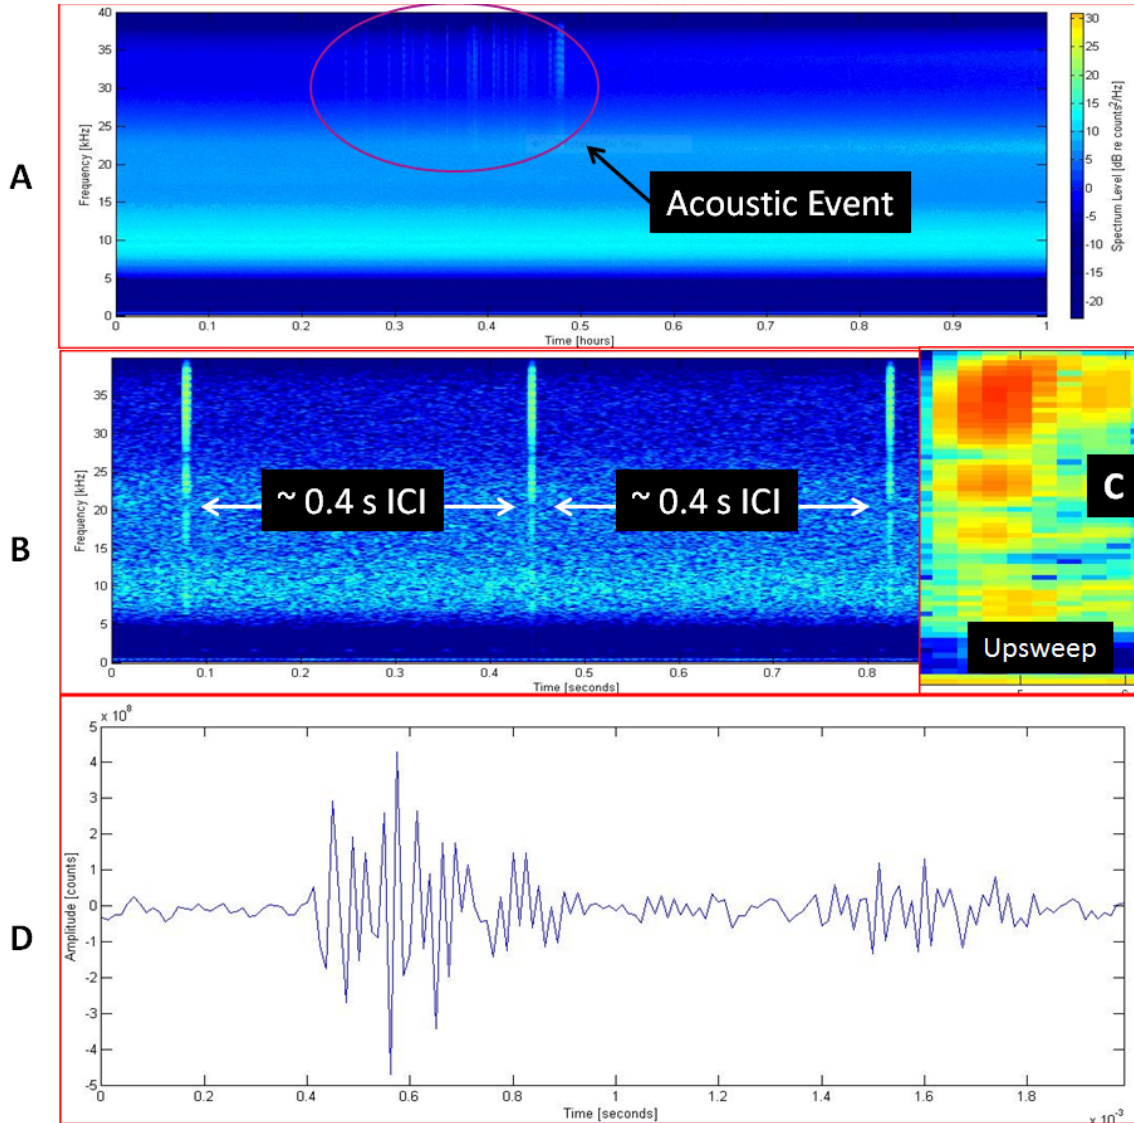 A
40
35
30
25
20
15
10
5
0
Frequency [kHz]
0 0.1 0.2 0.3 0.4 0.5 0.6 0.7 0.8 0.9 1
Time [hours]
Acoustic Event
30
25
20
15
10
5
0
-5
-10
-15
-20
Spectrum Level [dB re counts²/Hz]
B
35
30
25
20
15
10
5
0
Frequency [kHz]
~ 0.4 s ICI
~ 0.4 s ICI
0 0.1 0.2 0.3 0.4 0.5 0.6 0.7 0.8
Time [seconds]
C
Upsweep
D
x 10⁸
5
4
3
2
1
0
-1
-2
-3
-4
-5
Amplitude [counts]
0 0.2 0.4 0.6 0.8 1 1.2 1.4 1.6 1.8
Time [seconds]
x 10⁻³